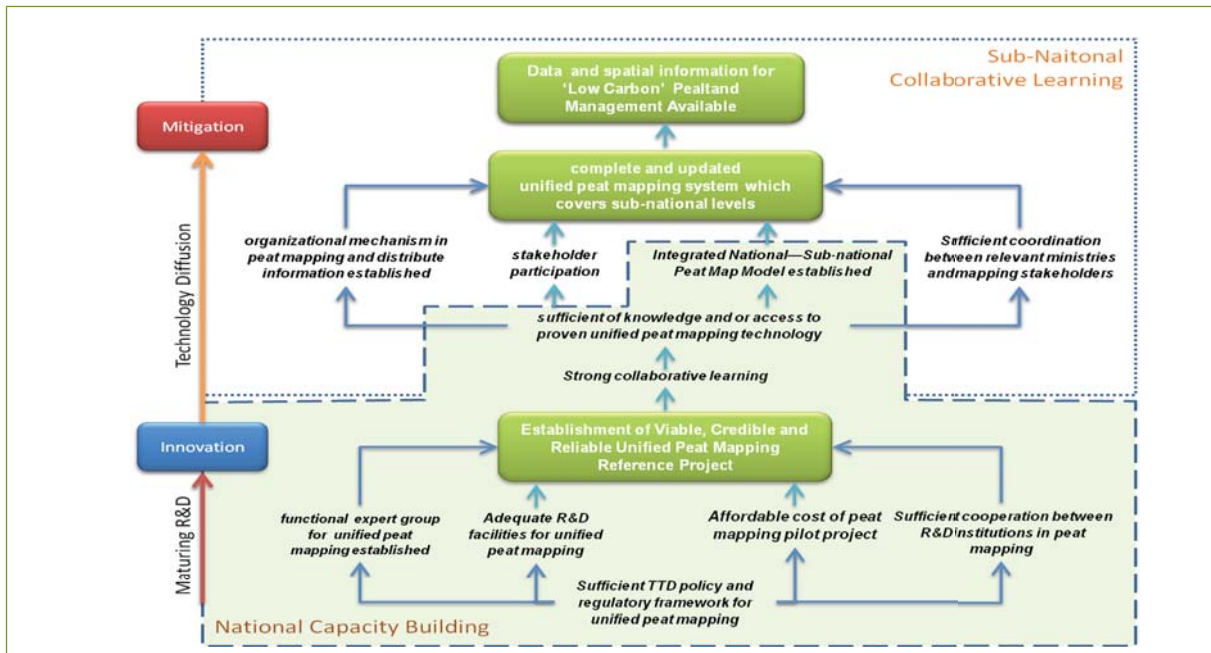 Sub-Naitonal
Collaborative Learning
Data and spatial information for
'Low Carbon' Pealtand
Management Available
Mitigation
complete and updated
unified peat mapping system which
covers sub-national levels
organizational mechanism in
peat mapping and distribute
information established
stakeholder
participation
Integrated National—Sub-national
Peat Map Model established
Sufficient coordination
between relevant ministries
andmapping stakeholders
Technology Diffusion
sufficient of knowledge and or access to
proven unified peat mapping technology
Strong collaborative learning
Innovation
Establishment of Viable, Credible and
Reliable Unified Peat Mapping
Reference Project
Maturing R&D
functional expert group
for unified peat
mapping established
Adequate R&D
facilities for unified
peat mapping
Affordable cost of peat
mapping pilot project
Sufficient cooperation between
R&Dinstitutions in peat
mapping
Sufficient TTD policy and
regulatory framework for
unified peat mapping
National Capacity Building